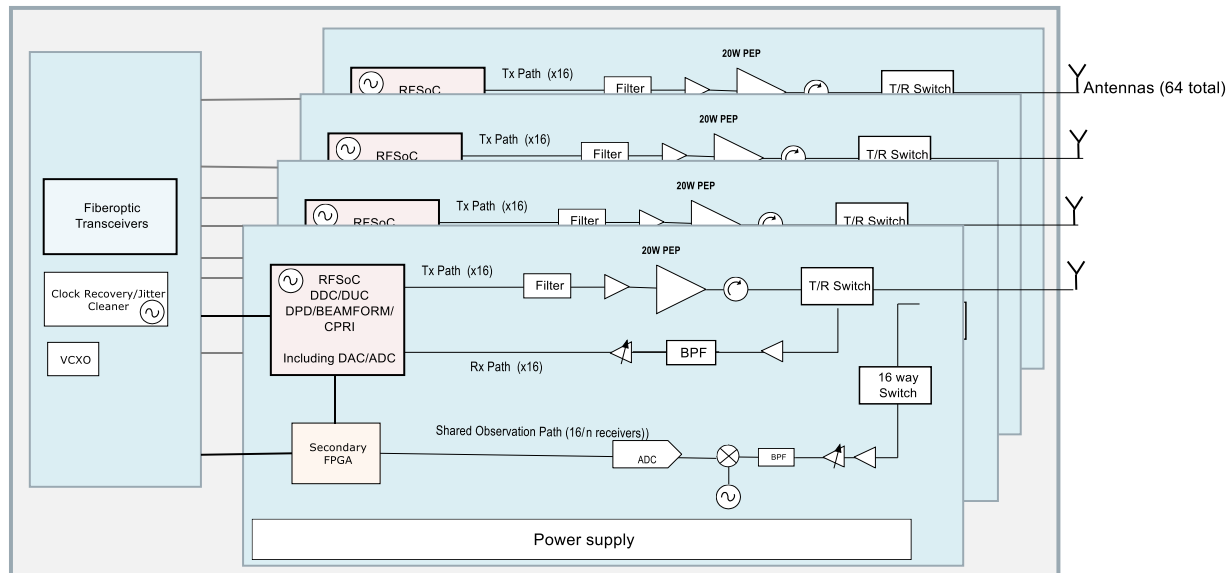 20W PEP
Tx Path (x16)
RFSoC
Filter
T/R Switch
Antennas (64 total)
20W PEP
Tx Path (x16)
RFSoC
Filter
T/R Switch
20W PEP
Tx Path (x16)
RFSoC
Filter
T/R Switch
Fiberoptic
Transceivers
Clock Recovery/Jitter
Cleaner
VCXO
20W PEP
Tx Path (x16)
RFSoC
DDC/DUC
DPD/BEAMFORM/
CPRI
Including DAC/ADC
Filter
T/R Switch
BPF
Rx Path (x16)
16 way
Switch
Shared Observation Path (16/n receivers))
Secondary
FPGA
ADC
BPF
Power supply